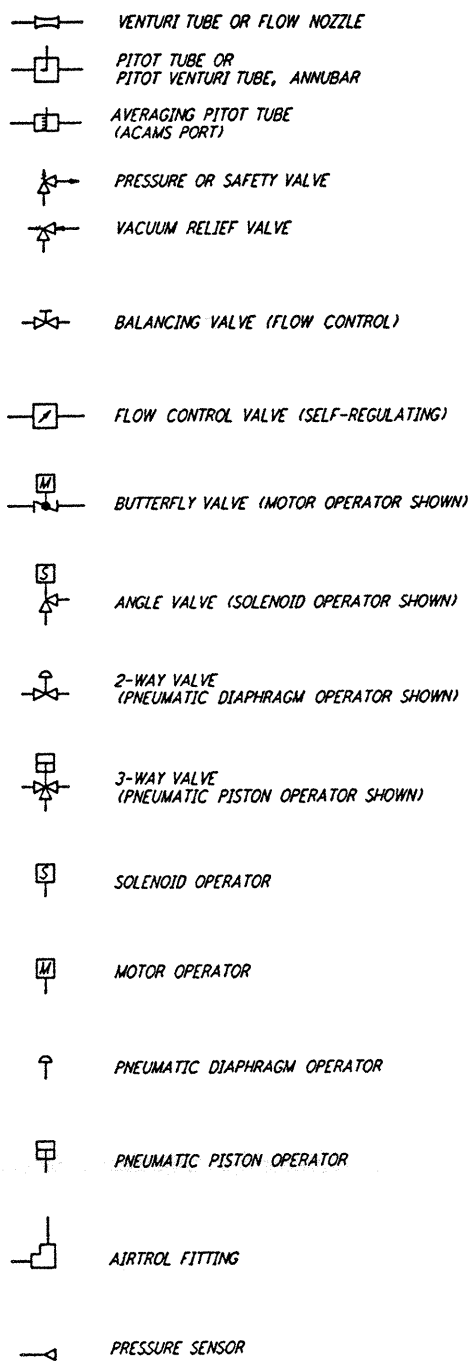 VENTURI TUBE OR FLOW NOZZLE
PITOT TUBE OR
PITOT VENTURI TUBE, ANNUBAR
AVERAGING PITOT TUBE
(ACAMS PORT)
PRESSURE OR SAFETY VALVE
VACUUM RELIEF VALVE
BALANCING VALVE (FLOW CONTROL)
FLOW CONTROL VALVE (SELF-REGULATING)
M
BUTTERFLY VALVE (MOTOR OPERATOR SHOWN)
S
ANGLE VALVE (SOLENOID OPERATOR SHOWN)
2-WAY VALVE
(PNEUMATIC DIAPHRAGM OPERATOR SHOWN)
3-WAY VALVE
(PNEUMATIC PISTON OPERATOR SHOWN)
S
SOLENOID OPERATOR
M
MOTOR OPERATOR
PNEUMATIC DIAPHRAGM OPERATOR
PNEUMATIC PISTON OPERATOR
AIRTROL FITTING
PRESSURE SENSOR